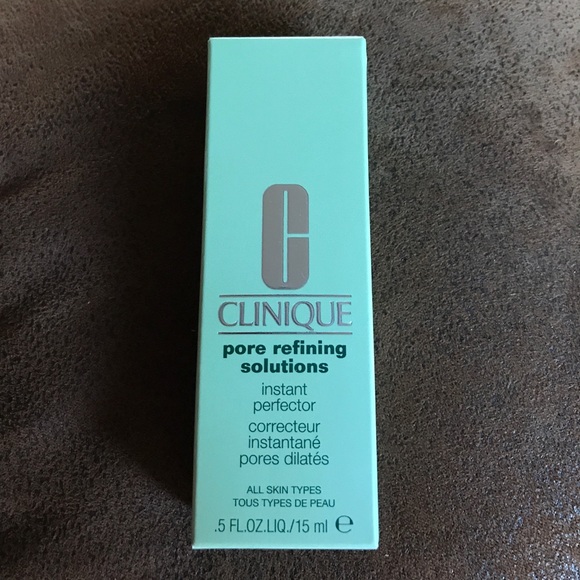 C
CLINIQUE
pore refining
solutions
instant
perfector
correcteur
instantané
pores dilatés
ALL SKIN TYPES
TOUS TYPES DE PEAU
.5 FL.OZ.LIQ./15 ml ℮